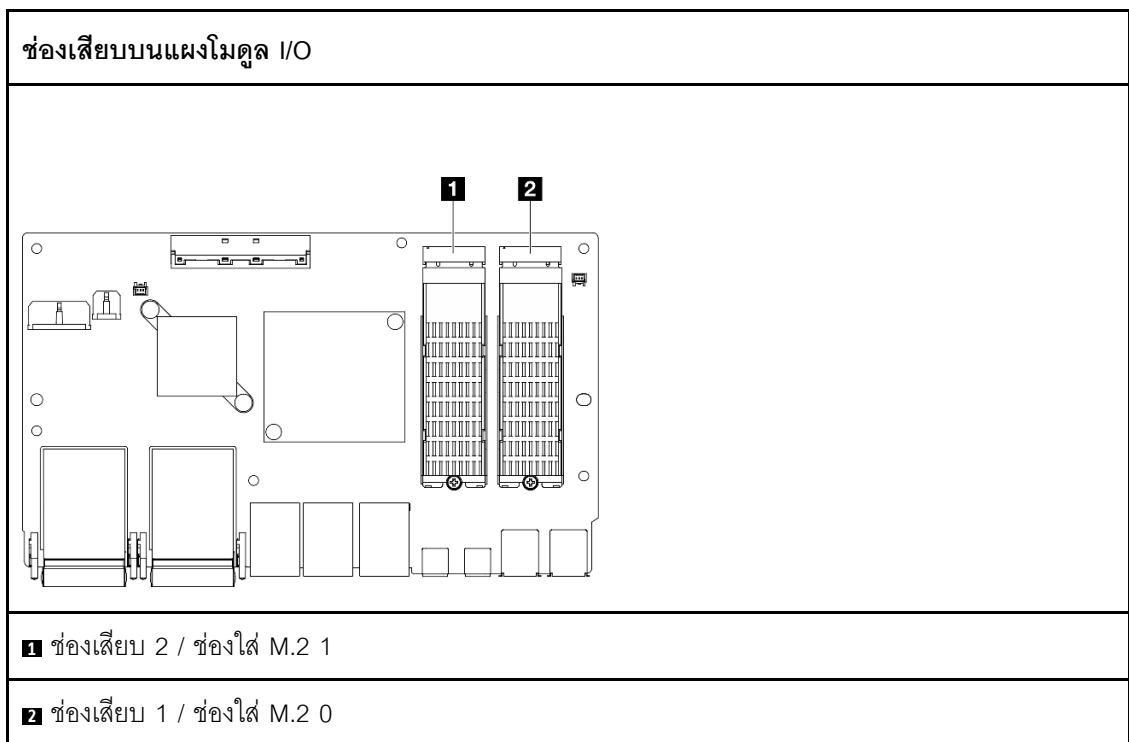 ช่องเสียบบนแผงโมดูล I/O
1 2
1 ช่องเสียบ 2 / ช่องใส่ M.2 1
2 ช่องเสียบ 1 / ช่องใส่ M.2 0